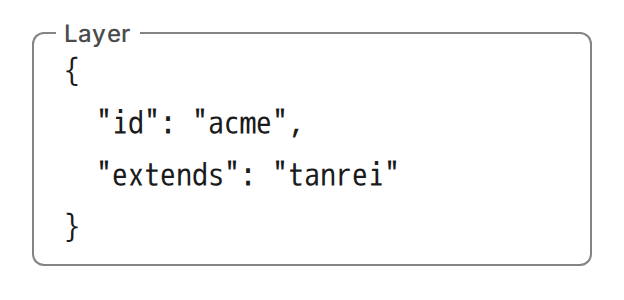 Layer
{
  "id": "acme",
  "extends": "tanrei"
}